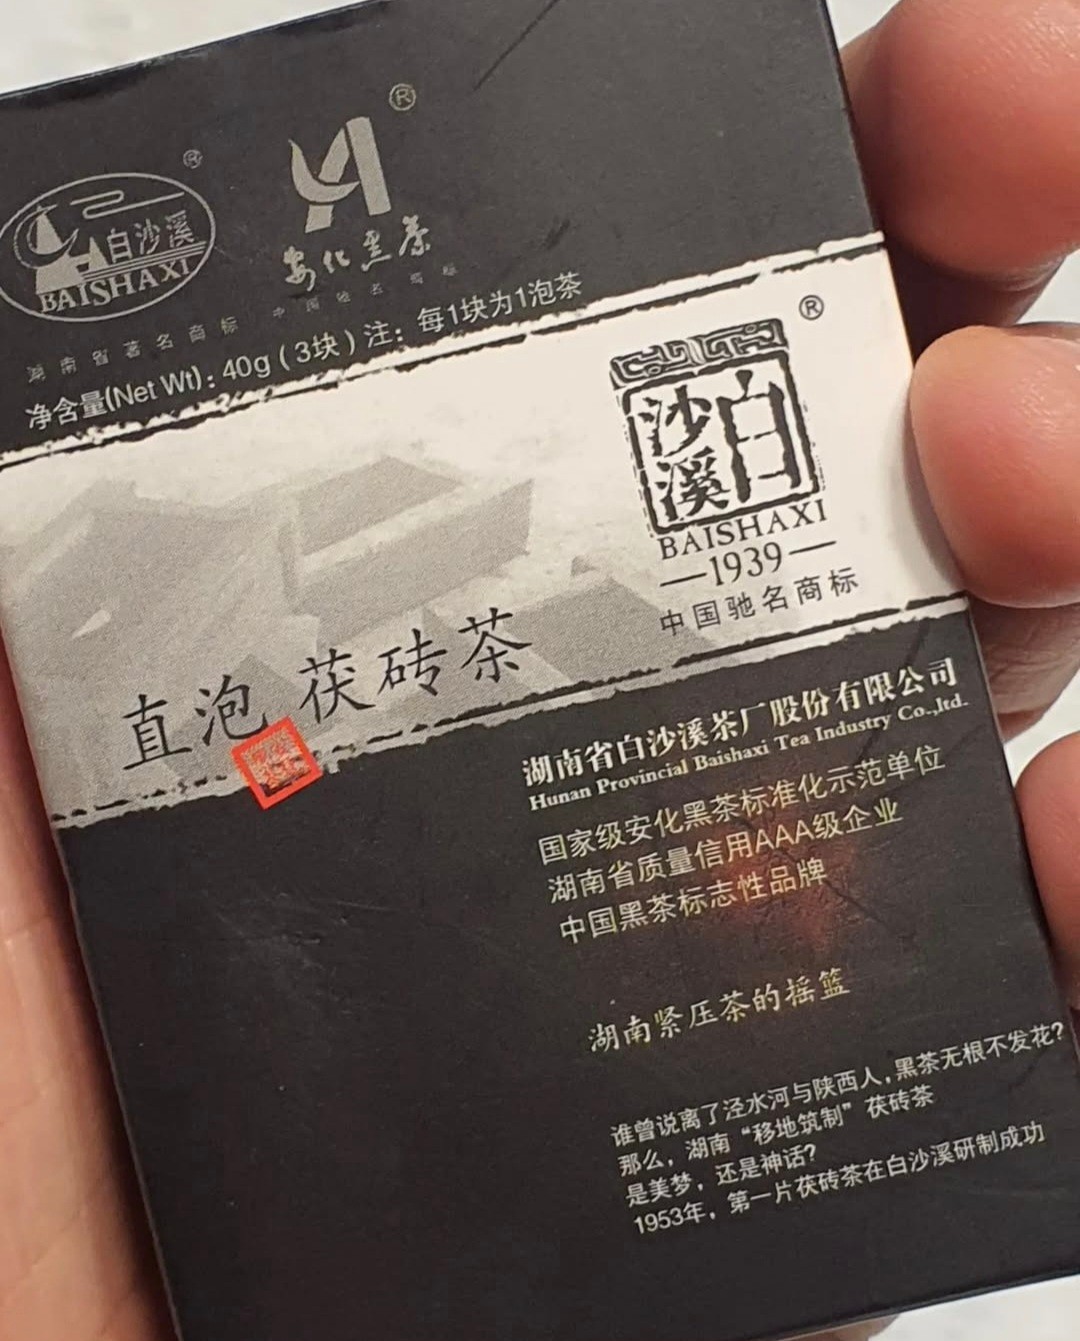 白沙溪
BAISHAXI
®
湖南省著名商标
®
安化黑茶
中国驰名商标
净含量(Net Wt)：40g（3块）注：每1块为1泡茶
®
白沙溪
BAISHAXI
—1939—
中国驰名商标
直泡 茯砖茶
湖南省白沙溪茶厂股份有限公司
Hunan Provincial Baishaxi Tea Industry Co.,ltd.
国家级安化黑茶标准化示范单位
湖南省质量信用AAA级企业
中国黑茶标志性品牌
湖南紧压茶的摇篮
谁曾说离了泾水河与陕西人，黑茶无根不发花？
那么，湖南“移地筑制”茯砖茶
是美梦，还是神话？
1953年，第一片茯砖茶在白沙溪研制成功